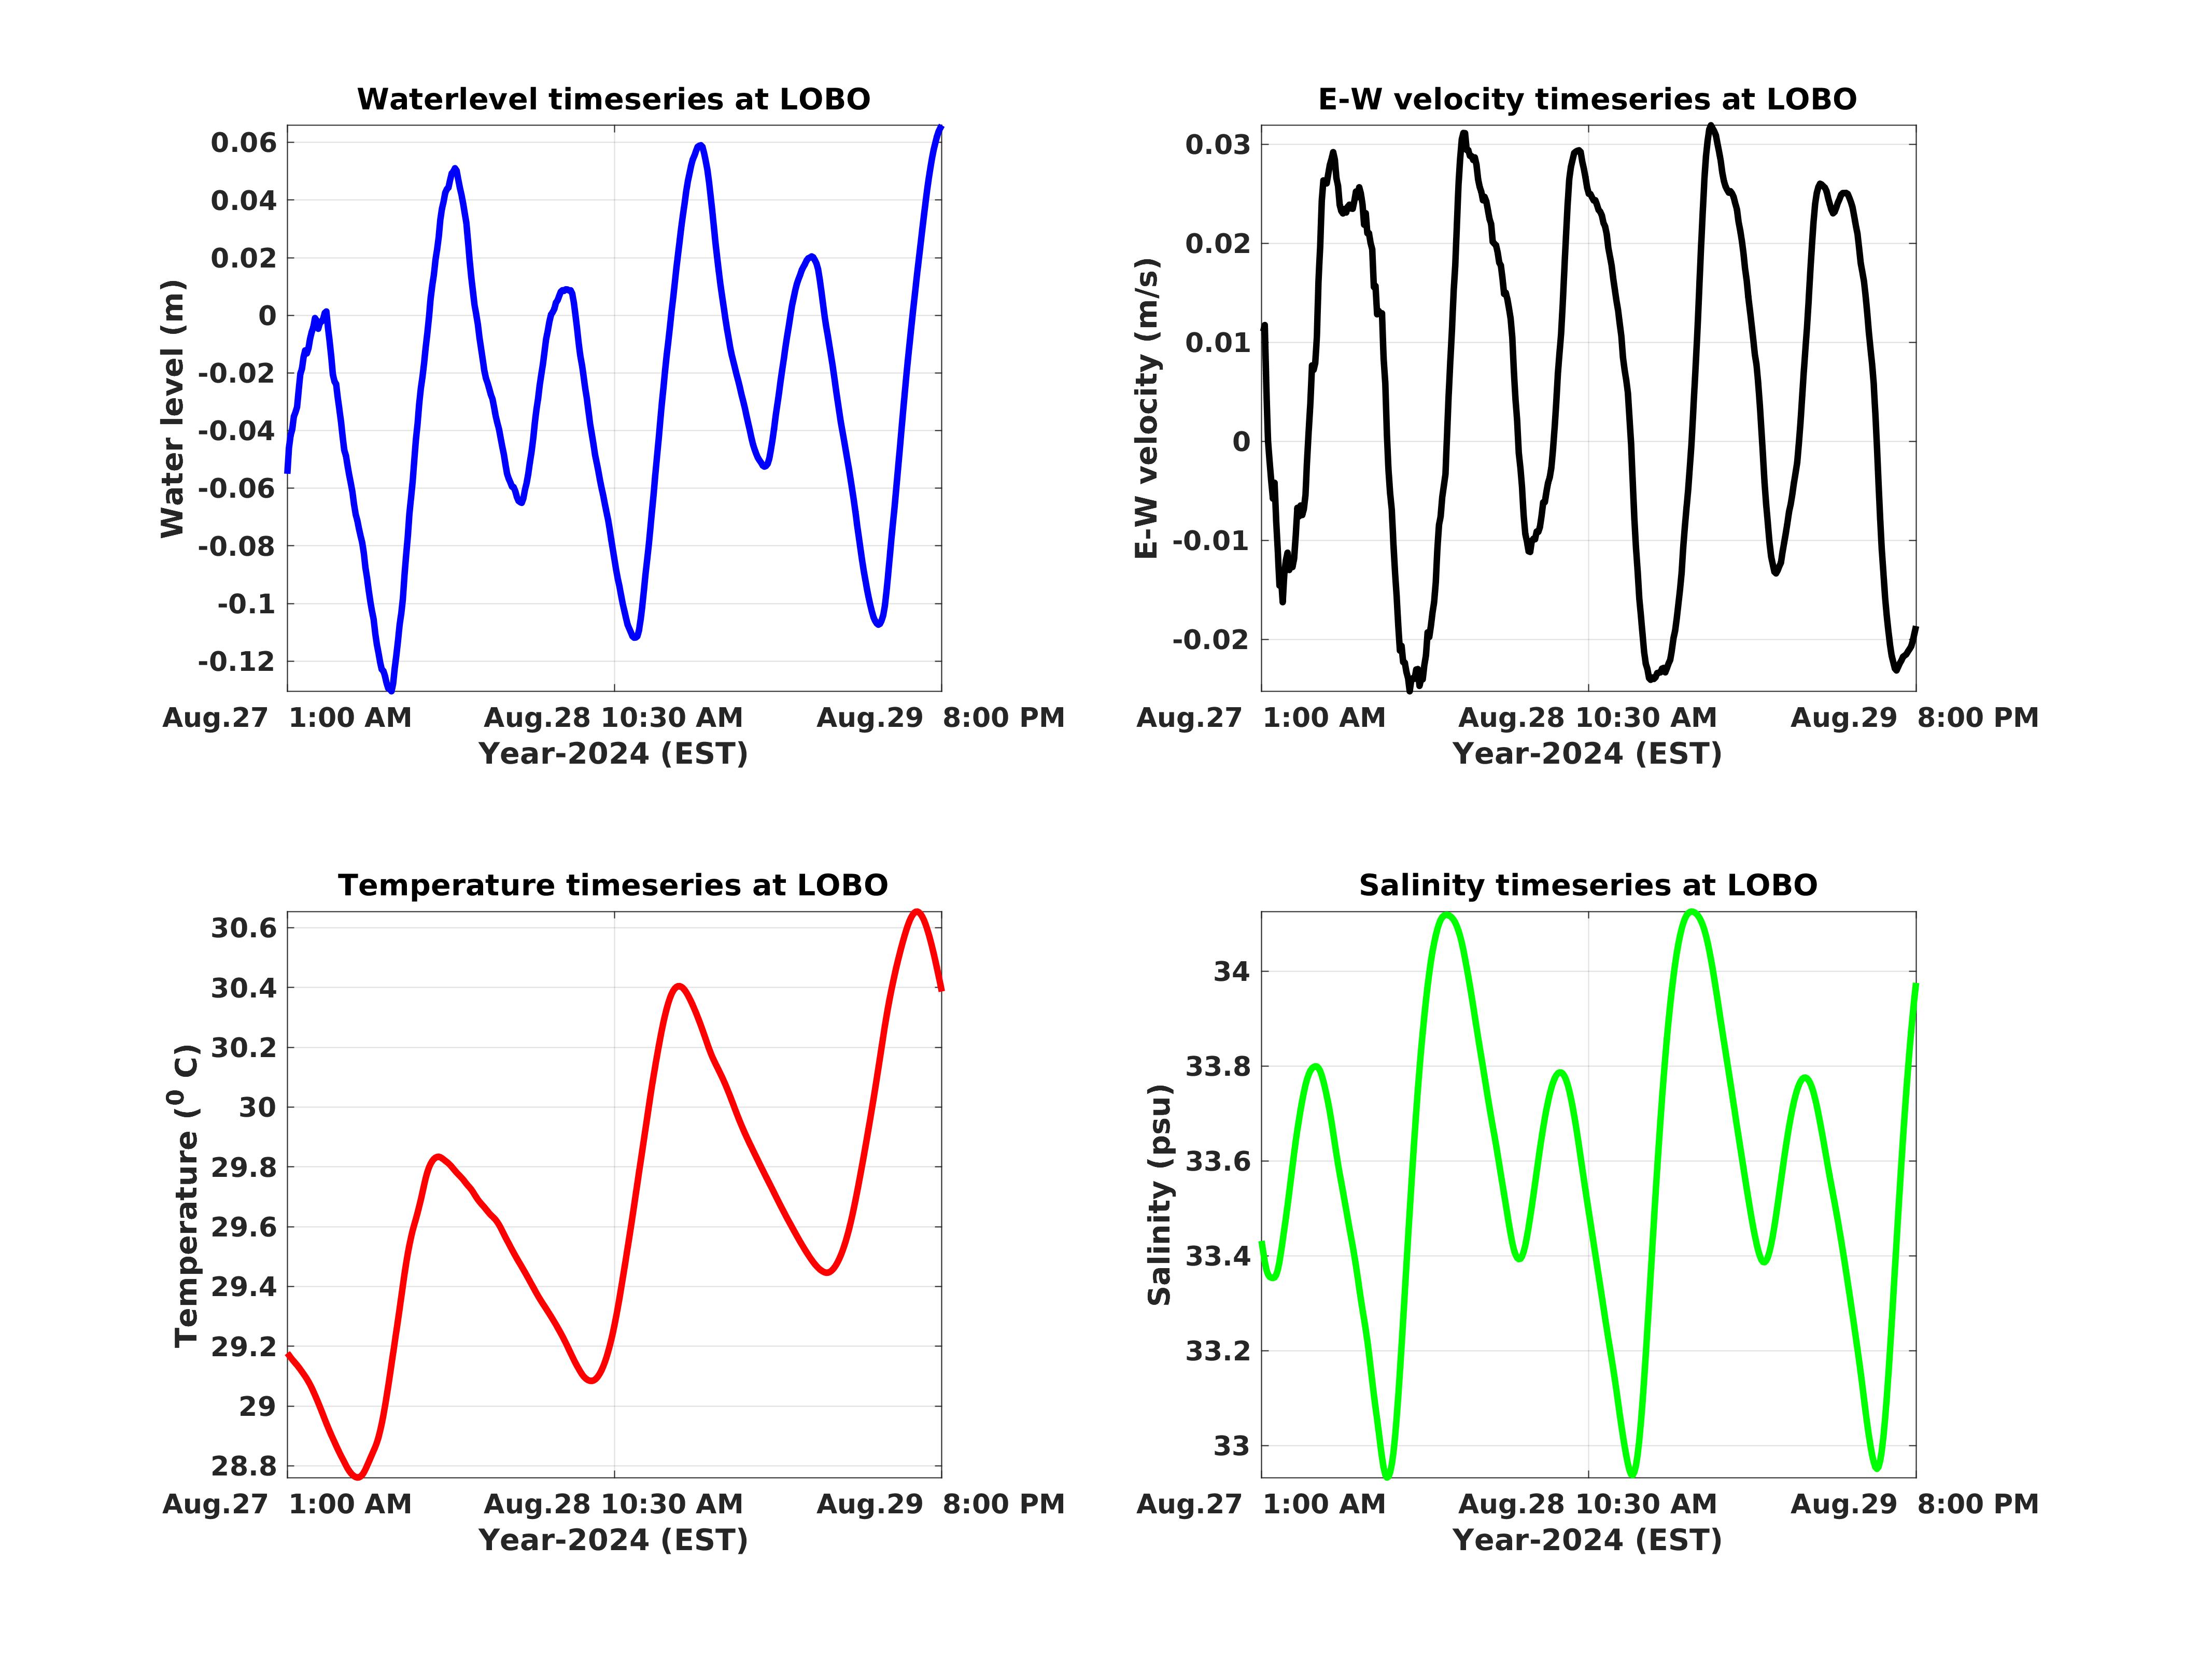 Waterlevel timeseries at LOBO
0.06
0.04
0.02
0
-0.02
-0.04
-0.06
-0.08
-0.1
-0.12
Water level (m)
Aug.27 1:00 AM Aug.28 10:30 AM Aug.29 8:00 PM
Year-2024 (EST)
E-W velocity timeseries at LOBO
0.03
0.02
0.01
0
-0.01
-0.02
E-W velocity (m/s)
Aug.27 1:00 AM Aug.28 10:30 AM Aug.29 8:00 PM
Year-2024 (EST)
Temperature timeseries at LOBO
30.6
30.4
30.2
30
29.8
29.6
29.4
29.2
29
28.8
Temperature (⁰ C)
Aug.27 1:00 AM Aug.28 10:30 AM Aug.29 8:00 PM
Year-2024 (EST)
Salinity timeseries at LOBO
34
33.8
33.6
33.4
33.2
33
Salinity (psu)
Aug.27 1:00 AM Aug.28 10:30 AM Aug.29 8:00 PM
Year-2024 (EST)